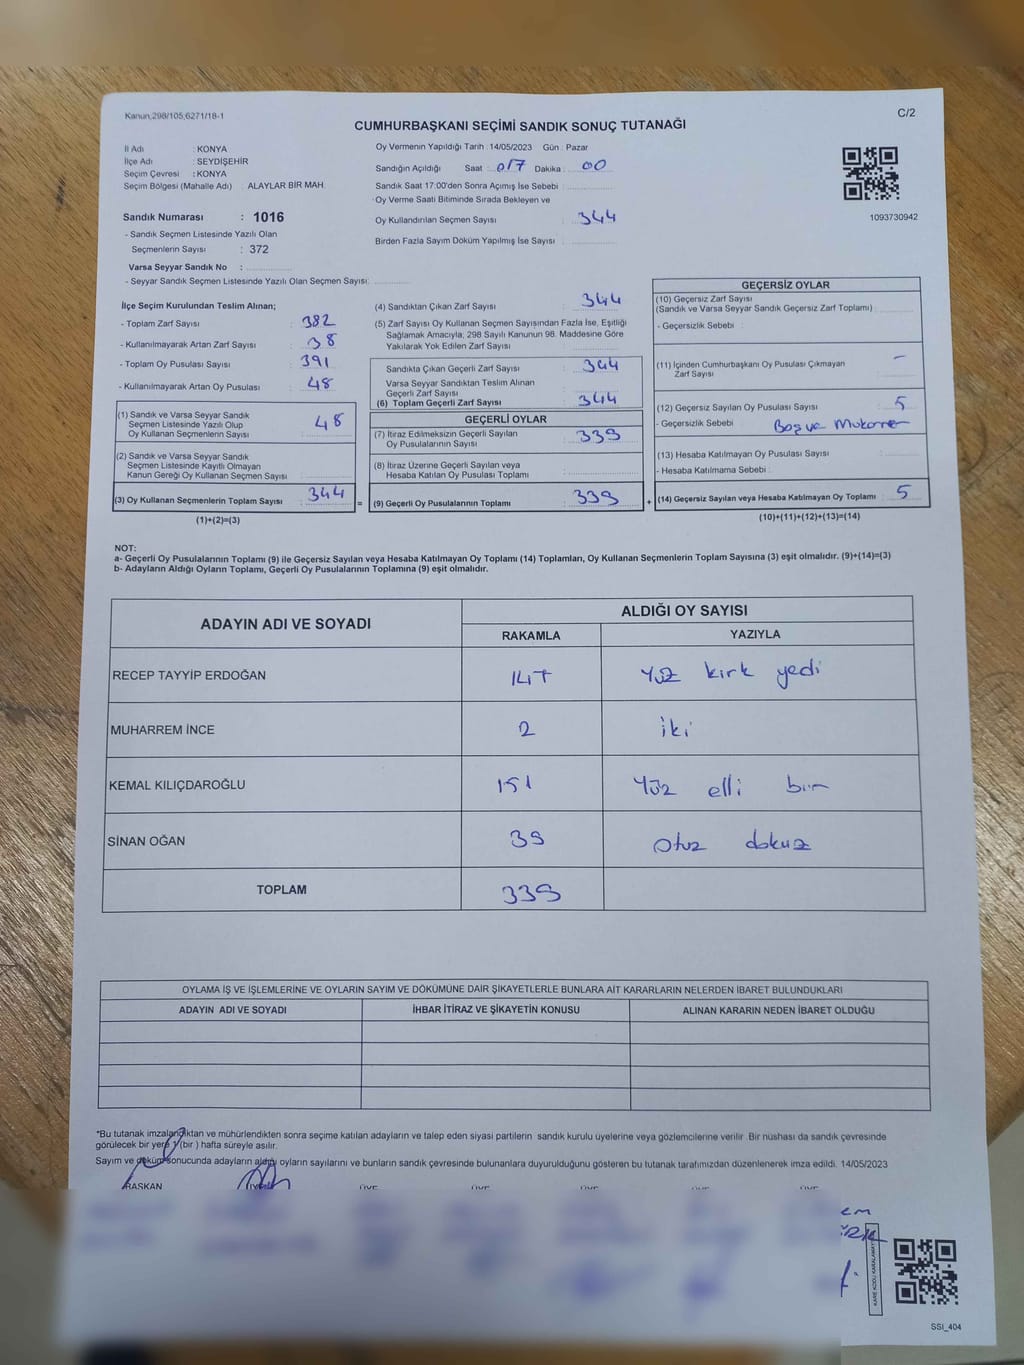 Kanun,298/105,6271/18-1
C/2
CUMHURBAŞKANI SEÇİMİ SANDIK SONUÇ TUTANAĞI
İl Adı : KONYA
İlçe Adı : SEYDİŞEHİR
Seçim Çevresi : KONYA
Seçim Bölgesi (Mahalle Adı) : ALAYLAR BİR MAH.
Sandık Numarası : 1016
- Sandık Seçmen Listesinde Yazılı Olan
Seçmenlerin Sayısı : 372
Varsa Seyyar Sandık No :
- Seyyar Sandık Seçmen Listesinde Yazılı Olan Seçmen Sayısı:
Oy Vermenin Yapıldığı Tarih : 14/05/2023 Gün : Pazar
Sandığın Açıldığı Saat : 017 Dakika : 00
Sandık Saat 17:00'den Sonra Açımış İse Sebebi :
Oy Verme Saati Bitiminde Sırada Bekleyen ve
Oy Kullandırılan Seçmen Sayısı : 344
Birden Fazla Sayım Döküm Yapılmış İse Sayısı :
1093730942
İlçe Seçim Kurulundan Teslim Alınan;
- Toplam Zarf Sayısı : 382
- Kullanılmayarak Artan Zarf Sayısı : 38
- Toplam Oy Pusulası Sayısı : 391
- Kullanılmayarak Artan Oy Pusulası : 48
(1) Sandık ve Varsa Seyyar Sandık
Seçmen Listesinde Yazılı Olup
Oy Kullanan Seçmenlerin Sayısı : 48
(2) Sandık ve Varsa Seyyar Sandık
Seçmen Listesinde Kayıtlı Olmayan
Kanun Gereği Oy Kullanan Seçmen Sayısı :
(3) Oy Kullanan Seçmenlerin Toplam Sayısı : 344
(1)+(2)=(3)
(4) Sandıktan Çıkan Zarf Sayısı : 344
(5) Zarf Sayısı Oy Kullanan Seçmen Sayısından Fazla İse, Eşitliği
Sağlamak Amacıyla, 298 Sayılı Kanunun 98. Maddesine Göre
Yakılarak Yok Edilen Zarf Sayısı
Sandıkta Çıkan Geçerli Zarf Sayısı : 344
Varsa Seyyar Sandıktan Teslim Alınan
Geçerli Zarf Sayısı
(6) Toplam Geçerli Zarf Sayısı : 344
GEÇERLİ OYLAR
(7) İtiraz Edilmeksizin Geçerli Sayılan
Oy Pusulalarının Sayısı : 339
(8) İtiraz Üzerine Geçerli Sayılan veya
Hesaba Katılan Oy Pusulası Toplamı :
= (9) Geçerli Oy Pusulalarının Toplamı : 339 +
GEÇERSİZ OYLAR
(10) Geçersiz Zarf Sayısı
(Sandık ve Varsa Seyyar Sandık Geçersiz Zarf Toplamı) :
- Geçersizlik Sebebi :
(11) İçinden Cumhurbaşkanı Oy Pusulası Çıkmayan
Zarf Sayısı : -
(12) Geçersiz Sayılan Oy Pusulası Sayısı : 5
- Geçersizlik Sebebi : Boş ve Mükerrer
(13) Hesaba Katılmayan Oy Pusulası Sayısı :
- Hesaba Katılmama Sebebi :
(14) Geçersiz Sayılan veya Hesaba Katılmayan Oy Toplamı : 5
(10)+(11)+(12)+(13)=(14)
NOT:
a- Geçerli Oy Pusulalarının Toplamı (9) ile Geçersiz Sayılan veya Hesaba Katılmayan Oy Toplamı (14) Toplamları, Oy Kullanan Seçmenlerin Toplam Sayısına (3) eşit olmalıdır. (9)+(14)=(3)
b- Adayların Aldığı Oyların Toplamı, Geçerli Oy Pusulalarının Toplamına (9) eşit olmalıdır.
ADAYIN ADI VE SOYADI ALDIĞI OY SAYISI
RAKAMLA YAZIYLA
RECEP TAYYİP ERDOĞAN 147 Yüz kırk yedi
MUHARREM İNCE 2 iki
KEMAL KILIÇDAROĞLU 151 Yüz elli bir
SİNAN OĞAN 39 otuz dokuz
TOPLAM 339
OYLAMA İŞ VE İŞLEMLERİNE VE OYLARIN SAYIM VE DÖKÜMÜNE DAİR ŞİKAYETLERLE BUNLARA AİT KARARLARIN NELERDEN İBARET BULUNDUKLARI
ADAYIN ADI VE SOYADI İHBAR İTİRAZ VE ŞİKAYETİN KONUSU ALINAN KARARIN NEDEN İBARET OLDUĞU
*Bu tutanak imzalandıktan ve mühürlendikten sonra seçime katılan adayların ve talep eden siyasi partilerin sandık kurulu üyelerine veya gözlemcilerine verilir .Bir nüshası da sandık çevresinde
görülecek bir yere 1 (bir ) hafta süreyle asılır.
Sayım ve döküm sonucunda adayların aldığı oyların sayılarını ve bunların sandık çevresinde bulunanlara duyurulduğunu gösteren bu tutanak tarafımızdan düzenlenerek imza edildi. 14/05/2023
BAŞKAN ÜYE ÜYE ÜYE ÜYE ÜYE
KARE KODU KARALAMAYIN
SSI_404